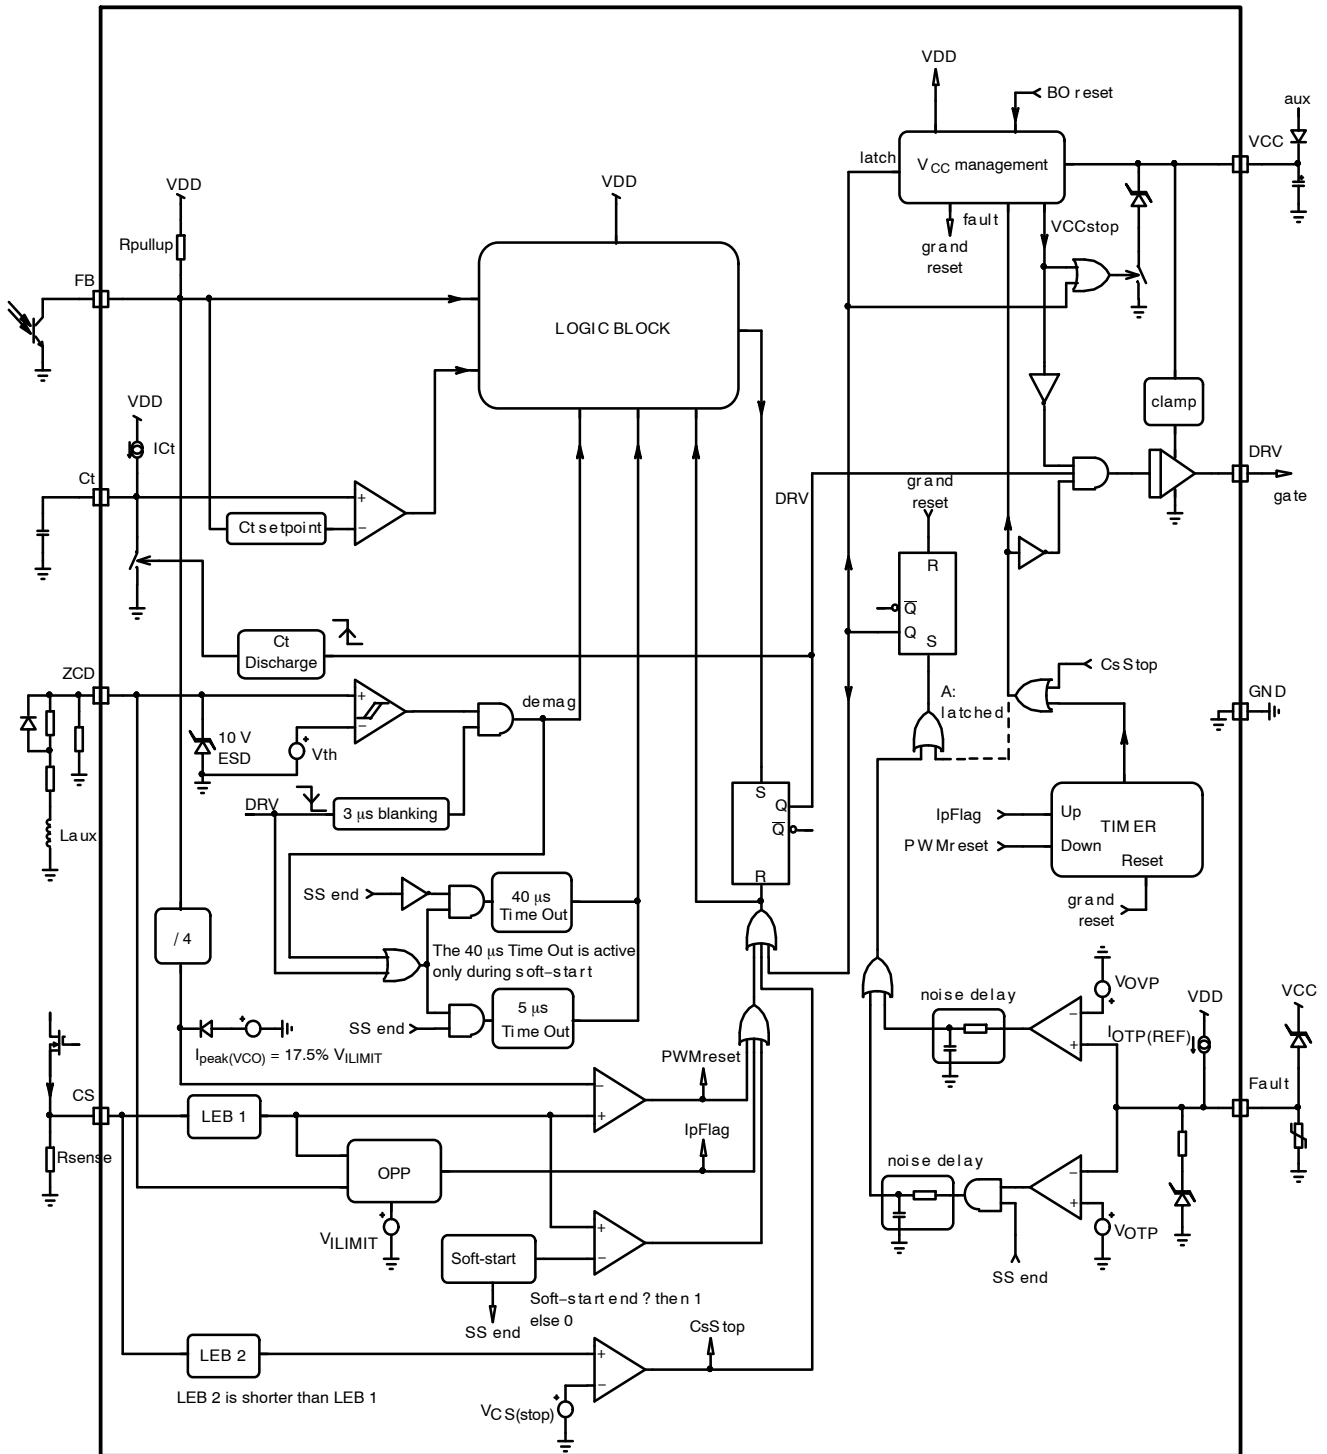 VDD
BO reset
aux
VCC
latch
VCC management
VDD
VDD
fault
VCCstop
grand
reset
Rpullup
FB
LOGIC BLOCK
clamp
VDD
ICt
Ct
DRV
gate
grand
reset
DRV
+
Ct setpoint
−
R
Q
Q
S
Ct
Discharge
CsStop
ZCD
GND
A:
latched
demag
+
−
10 V
ESD
+
Vth
DRV
3 µs blanking
S
Q
Q
R
IpFlag
Up
TIMER
PWMreset
Down
Reset
Laux
grand
reset
SS end
40 µs
Time Out
/ 4
The 40 µs Time Out is active
only during soft−start
VOVP
+
noise delay
VDD
VCC
IOTP(REF)
5 µs
Time Out
SS end
+
Ipeak(VCO) = 17.5% VILIMIT
−
+
PWMreset
−
+
Fault
CS
LEB 1
IpFlag
Rsense
OPP
noise delay
−
+
+
VOTP
+
VILIMIT
+
−
Soft−start
SS end
SS end
Soft−start end ? then 1
else 0
CsStop
LEB 2
+
−
LEB 2 is shorter than LEB 1
+
VCS(stop)